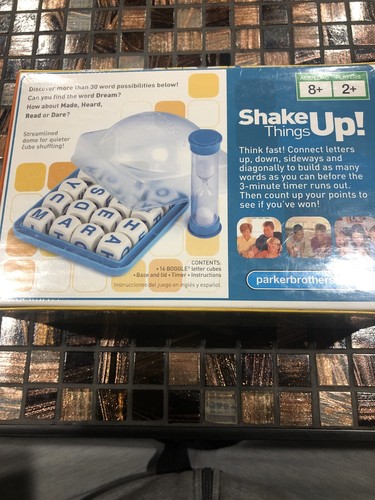 Discover more than 30 word possibilities below!
Can you find the word Dream?
How about Made, Heard,
Read or Dare?
Streamlined
dome for quieter
cube shuffling!
CONTENTS:
• 16 BOGGLE® letter cubes
• Base and lid • Timer • Instructions
Instrucciones del juego en inglés y español.
AGES/EDAD PLAYERS
8+ 2+
Shake
Things Up!
Think fast! Connect letters
up, down, sideways and
diagonally to build as many
words as you can before the
3-minute timer runs out.
Then count up your points to
see if you've won!
parkerbrothers